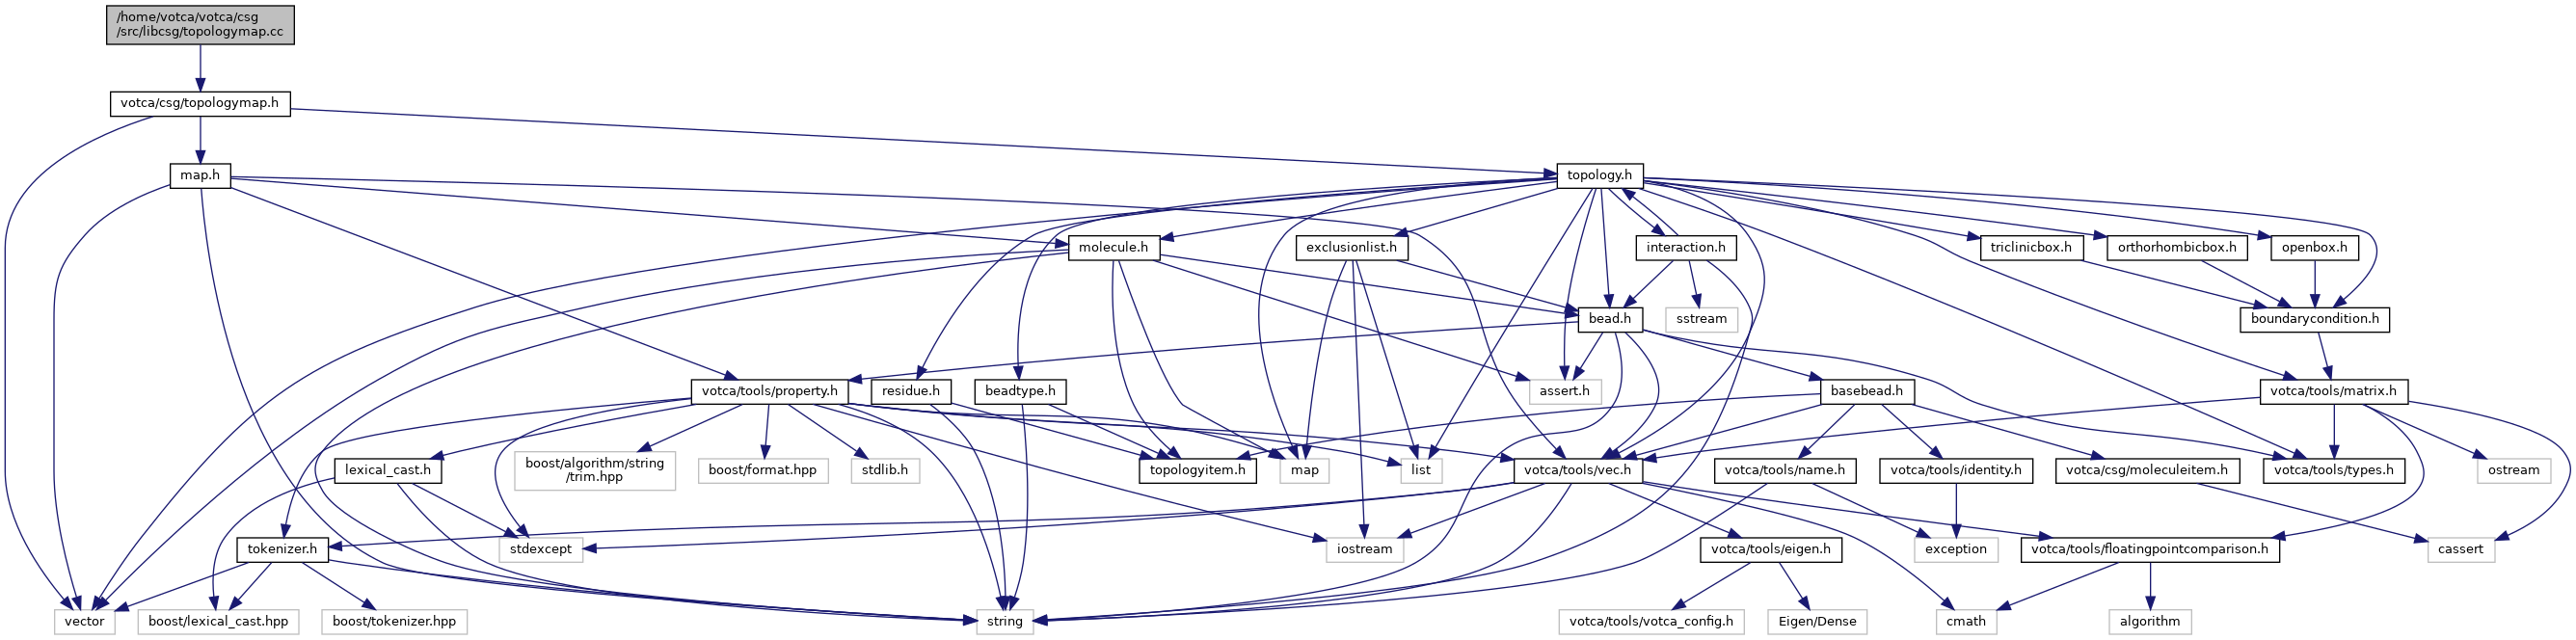 /home/votca/votca/csg
/src/libcsg/topologymap.cc
votca/csg/topologymap.h
map.h
topology.h
molecule.h
exclusionlist.h
interaction.h
triclinicbox.h
orthorhombicbox.h
openbox.h
bead.h
sstream
boundarycondition.h
votca/tools/property.h
residue.h
beadtype.h
assert.h
basebead.h
votca/tools/matrix.h
lexical_cast.h
boost/algorithm/string
/trim.hpp
boost/format.hpp
stdlib.h
topologyitem.h
map
list
votca/tools/vec.h
votca/tools/name.h
votca/tools/identity.h
votca/csg/moleculeitem.h
votca/tools/types.h
ostream
tokenizer.h
stdexcept
iostream
votca/tools/eigen.h
exception
votca/tools/floatingpointcomparison.h
cassert
vector
boost/lexical_cast.hpp
boost/tokenizer.hpp
string
votca/tools/votca_config.h
Eigen/Dense
cmath
algorithm